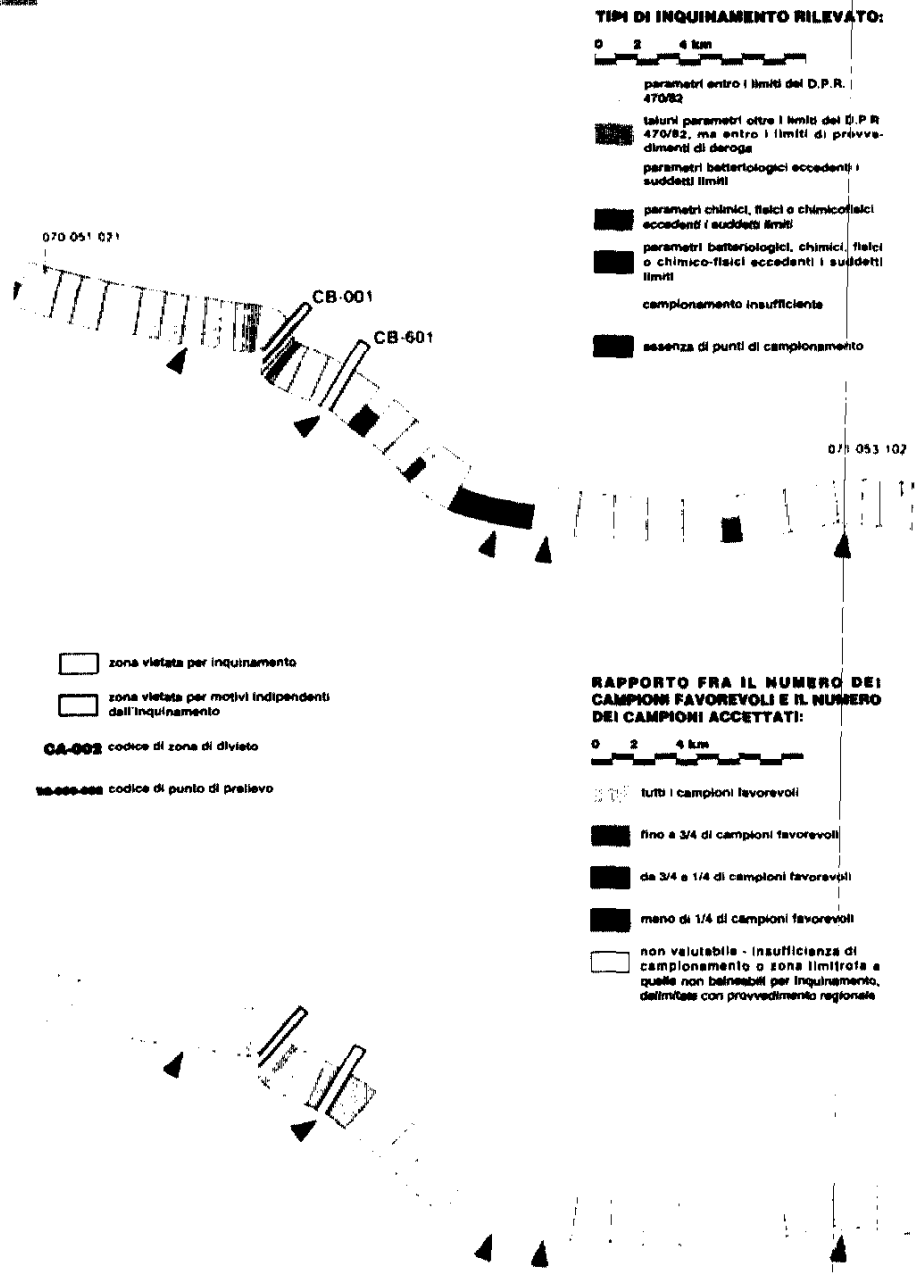 TIPI DI INQUINAMENTO RILEVATO:
0 2 4 km
parametri entro i limiti del D.P.R.
470/82
taluni parametri oltre i limiti del D.P.R
470/82, ma entro i limiti di provve-
dimenti di deroga
parametri batteriologici eccedenti i
suddetti limiti
parametri chimici, fisici o chimicofisici
eccedenti i suddetti limiti
parametri batteriologici, chimici, fisici
o chimico-fisici eccedenti i suddetti
limiti
campionamento insufficiente
assenza di punti di campionamento
070 051 021
CB-001
CB-601
071 053 102
zona vietata per inquinamento
zona vietata per motivi indipendenti
dall'inquinamento
CA-002 codice di zona di divieto
codice di punto di prelievo
RAPPORTO FRA IL NUMERO DEI
CAMPIONI FAVOREVOLI E IL NUMERO
DEI CAMPIONI ACCETTATI:
0 2 4 km
tutti i campioni favorevoli
fino a 3/4 di campioni favorevoli
da 3/4 a 1/4 di campioni favorevoli
meno di 1/4 di campioni favorevoli
non valutabile - insufficienza di
campionamento o zona limitrofa a
quelle non balneabili per inquinamento,
delimitate con provvedimento regionale